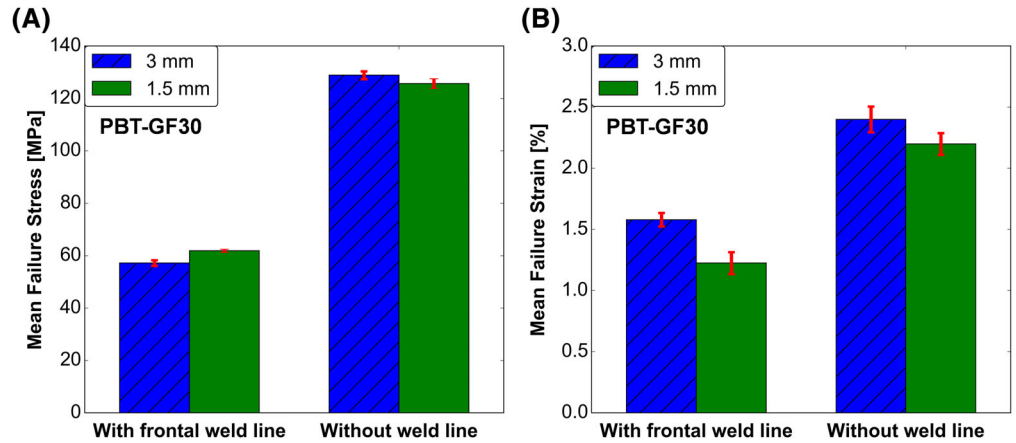 (A)
Mean Failure Stress [MPa]
140
120
100
80
60
40
20
0
3 mm
1.5 mm
PBT-GF30
With frontal weld line
Without weld line
(B)
Mean Failure Strain [%]
3.0
2.5
2.0
1.5
1.0
0.5
0.0
3 mm
1.5 mm
PBT-GF30
With frontal weld line
Without weld line